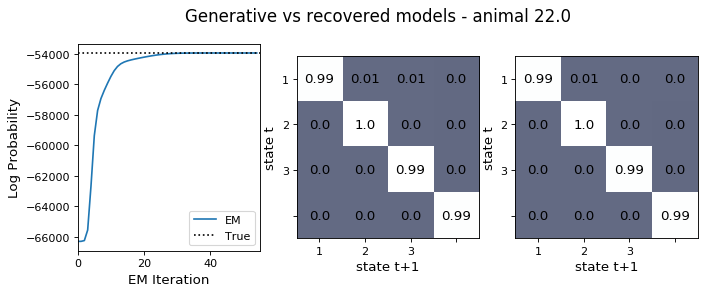 Generative vs recovered models - animal 22.0
Log Probability
−54000
−56000
−58000
−60000
−62000
−64000
−66000
0 20 40
EM Iteration
EM
True
state t
1 0.99 0.01 0.01 0.0
2 0.0 1.0 0.0 0.0
3 0.0 0.0 0.99 0.0
0.0 0.0 0.0 0.99
1 2 3
state t+1
state t
1 0.99 0.01 0.0 0.0
2 0.0 1.0 0.0 0.0
3 0.0 0.0 0.99 0.0
0.0 0.0 0.0 0.99
1 2 3
state t+1